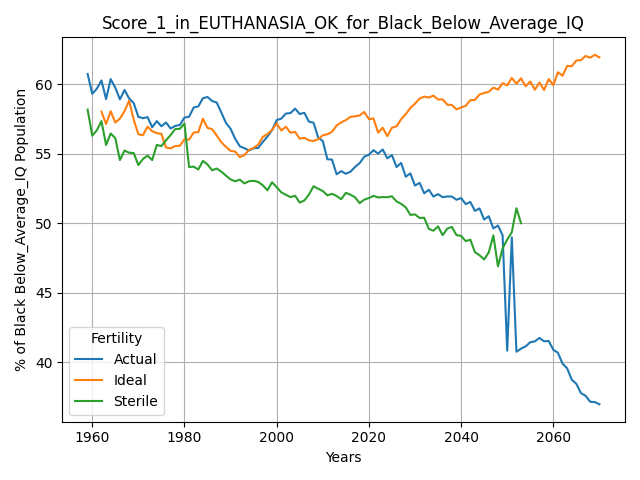 Score_1_in_EUTHANASIA_OK_for_Black_Below_Average_IQ
% of Black Below_Average_IQ Population
60
55
50
45
40
Fertility
Actual
Ideal
Sterile
1960
1980
2000
2020
2040
2060
Years